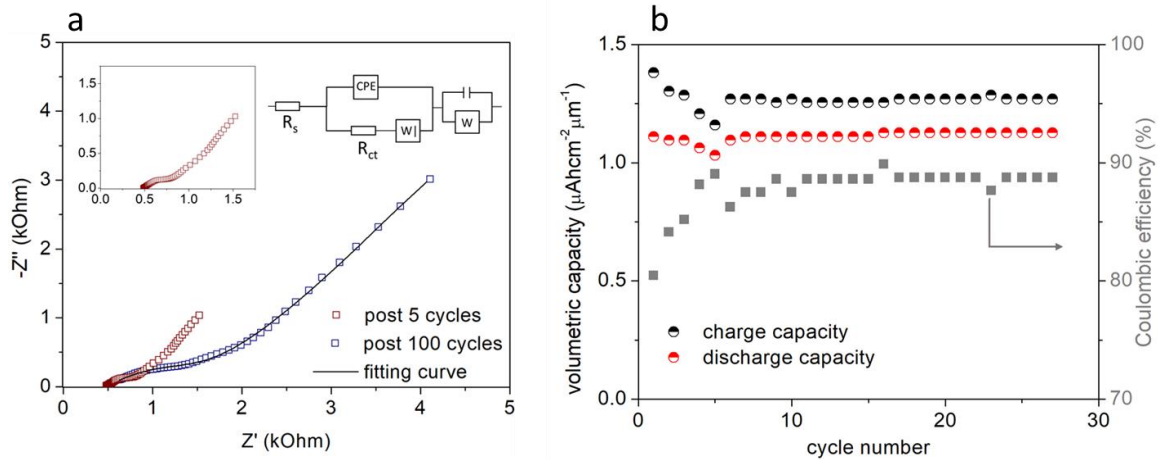 a
-Z'' (kOhm)
5
4
3
2
1
0
0
1
2
3
4
5
Z' (kOhm)
1.5
1.0
0.5
0.0
0.0
0.5
1.0
1.5
Rs
CPE
Rct
W|
W
post 5 cycles
post 100 cycles
fitting curve
b
volumetric capacity (µAhcm⁻²µm⁻¹)
1.5
1.0
0.5
0.0
0
10
20
30
cycle number
100
90
80
70
Coulombic efficiency (%)
charge capacity
discharge capacity